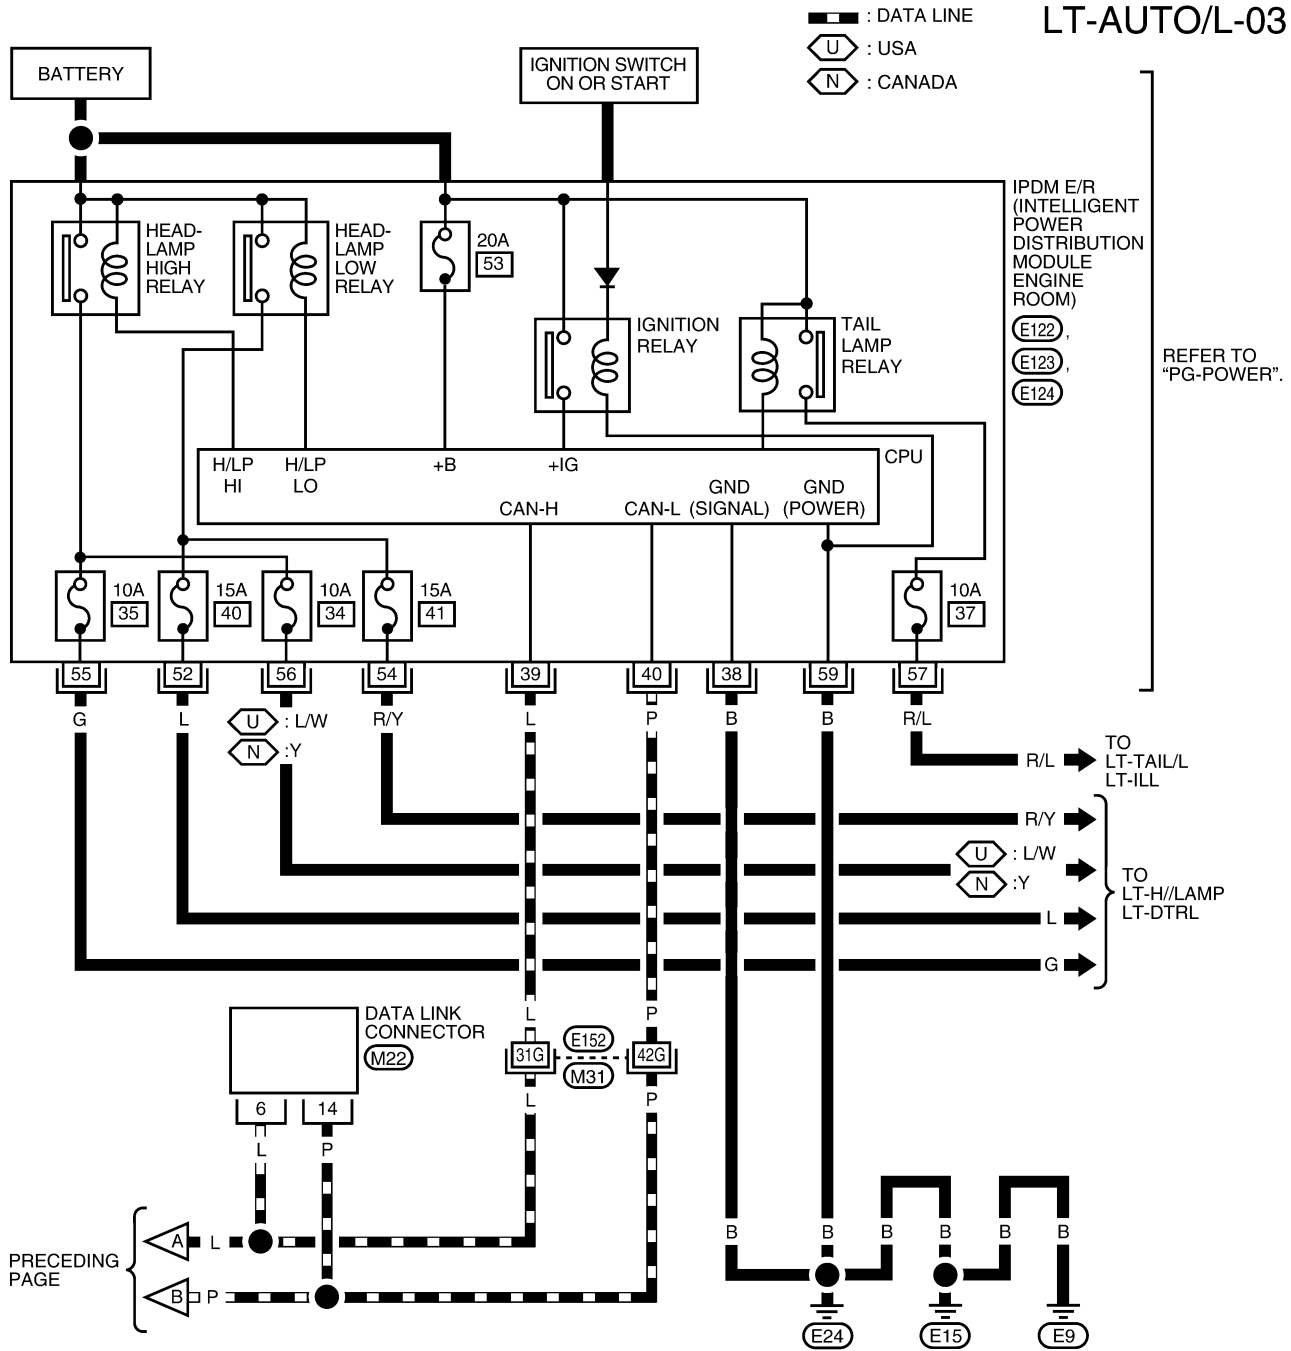 LT-AUTO/L-03
: DATA LINE
U : USA
N : CANADA
BATTERY
IGNITION SWITCH
ON OR START
IPDM E/R
(INTELLIGENT
POWER
DISTRIBUTION
MODULE
ENGINE
ROOM)
E122 ,
E123 ,
E124
REFER TO
“PG-POWER”.
HEAD-
LAMP
HIGH
RELAY
HEAD-
LAMP
LOW
RELAY
20A
53
IGNITION
RELAY
TAIL
LAMP
RELAY
CPU
H/LP
HI
H/LP
LO
+B
+IG
CAN-H
CAN-L
GND
(SIGNAL)
GND
(POWER)
10A
35
15A
40
10A
34
15A
41
10A
37
55
52
56
54
39
40
38
59
57
G
L
U : L/W
N :Y
R/Y
L
P
B
B
R/L
R/L
TO
LT-TAIL/L
LT-ILL
R/Y
U : L/W
N :Y
L
G
TO
LT-H//LAMP
LT-DTRL
L
P
DATA LINK
CONNECTOR
M22
31G
E152
M31
42G
6
14
L
P
L
P
PRECEDING
PAGE
A L
B P
B
B
B
B
B
B
E24
E15
E9